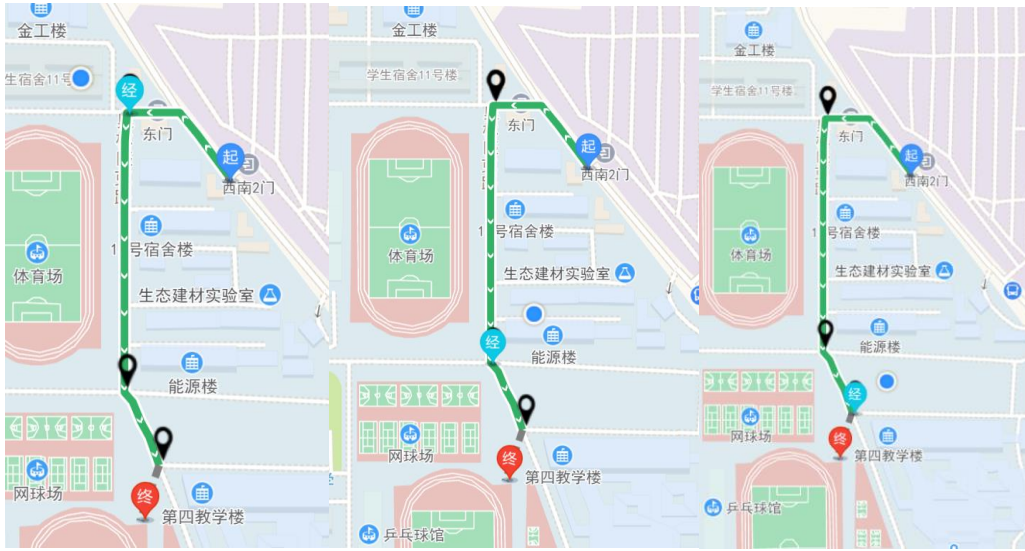 金工楼
学生宿舍11号
经
东门
起
西南2门
1
号宿舍楼
体育场
生态建材实验室
能源楼
网球场
终
第四教学楼
金工楼
学生宿舍11号楼
东门
起
西南2门
1
号宿舍楼
体育场
生态建材实验室
经
能源楼
网球场
终
第四教学楼
乒乓球馆
金工楼
学生宿舍11号楼
东门
起
西南2门
1
号宿舍楼
体育场
生态建材实验室
能源楼
经
网球场
终
第四教学楼
乒乓球馆